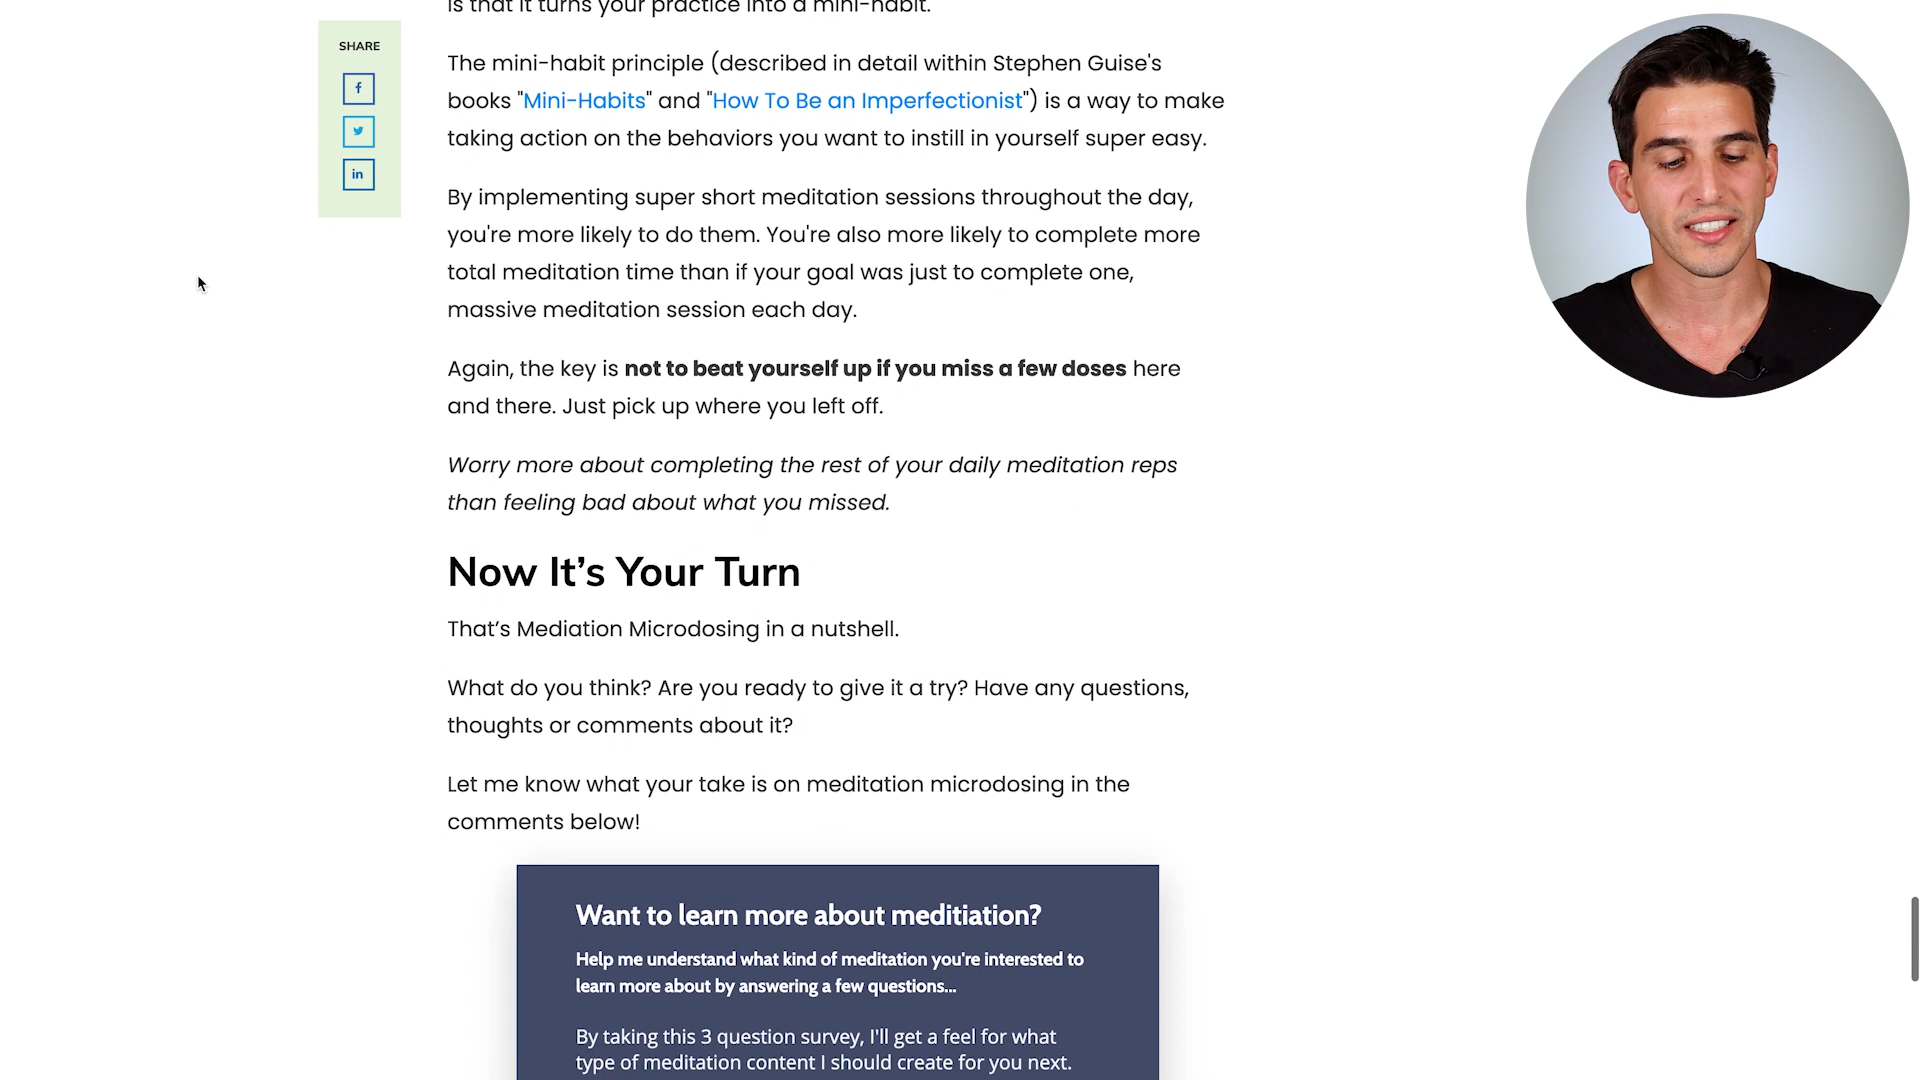 is that it turns your practice into a mini-habit.
SHARE
The mini-habit principle (described in detail within Stephen Guise's
books "Mini-Habits" and "How To Be an Imperfectionist") is a way to make
taking action on the behaviors you want to instill in yourself super easy.
By implementing super short meditation sessions throughout the day,
you're more likely to do them. You're also more likely to complete more
total meditation time than if your goal was just to complete one,
massive meditation session each day.
Again, the key is not to beat yourself up if you miss a few doses here
and there. Just pick up where you left off.
Worry more about completing the rest of your daily meditation reps
than feeling bad about what you missed.
Now It’s Your Turn
That’s Mediation Microdosing in a nutshell.
What do you think? Are you ready to give it a try? Have any questions,
thoughts or comments about it?
Let me know what your take is on meditation microdosing in the
comments below!
Want to learn more about meditiation?
Help me understand what kind of meditation you're interested to
learn more about by answering a few questions...
By taking this 3 question survey, I'll get a feel for what
type of meditation content I should create for you next.